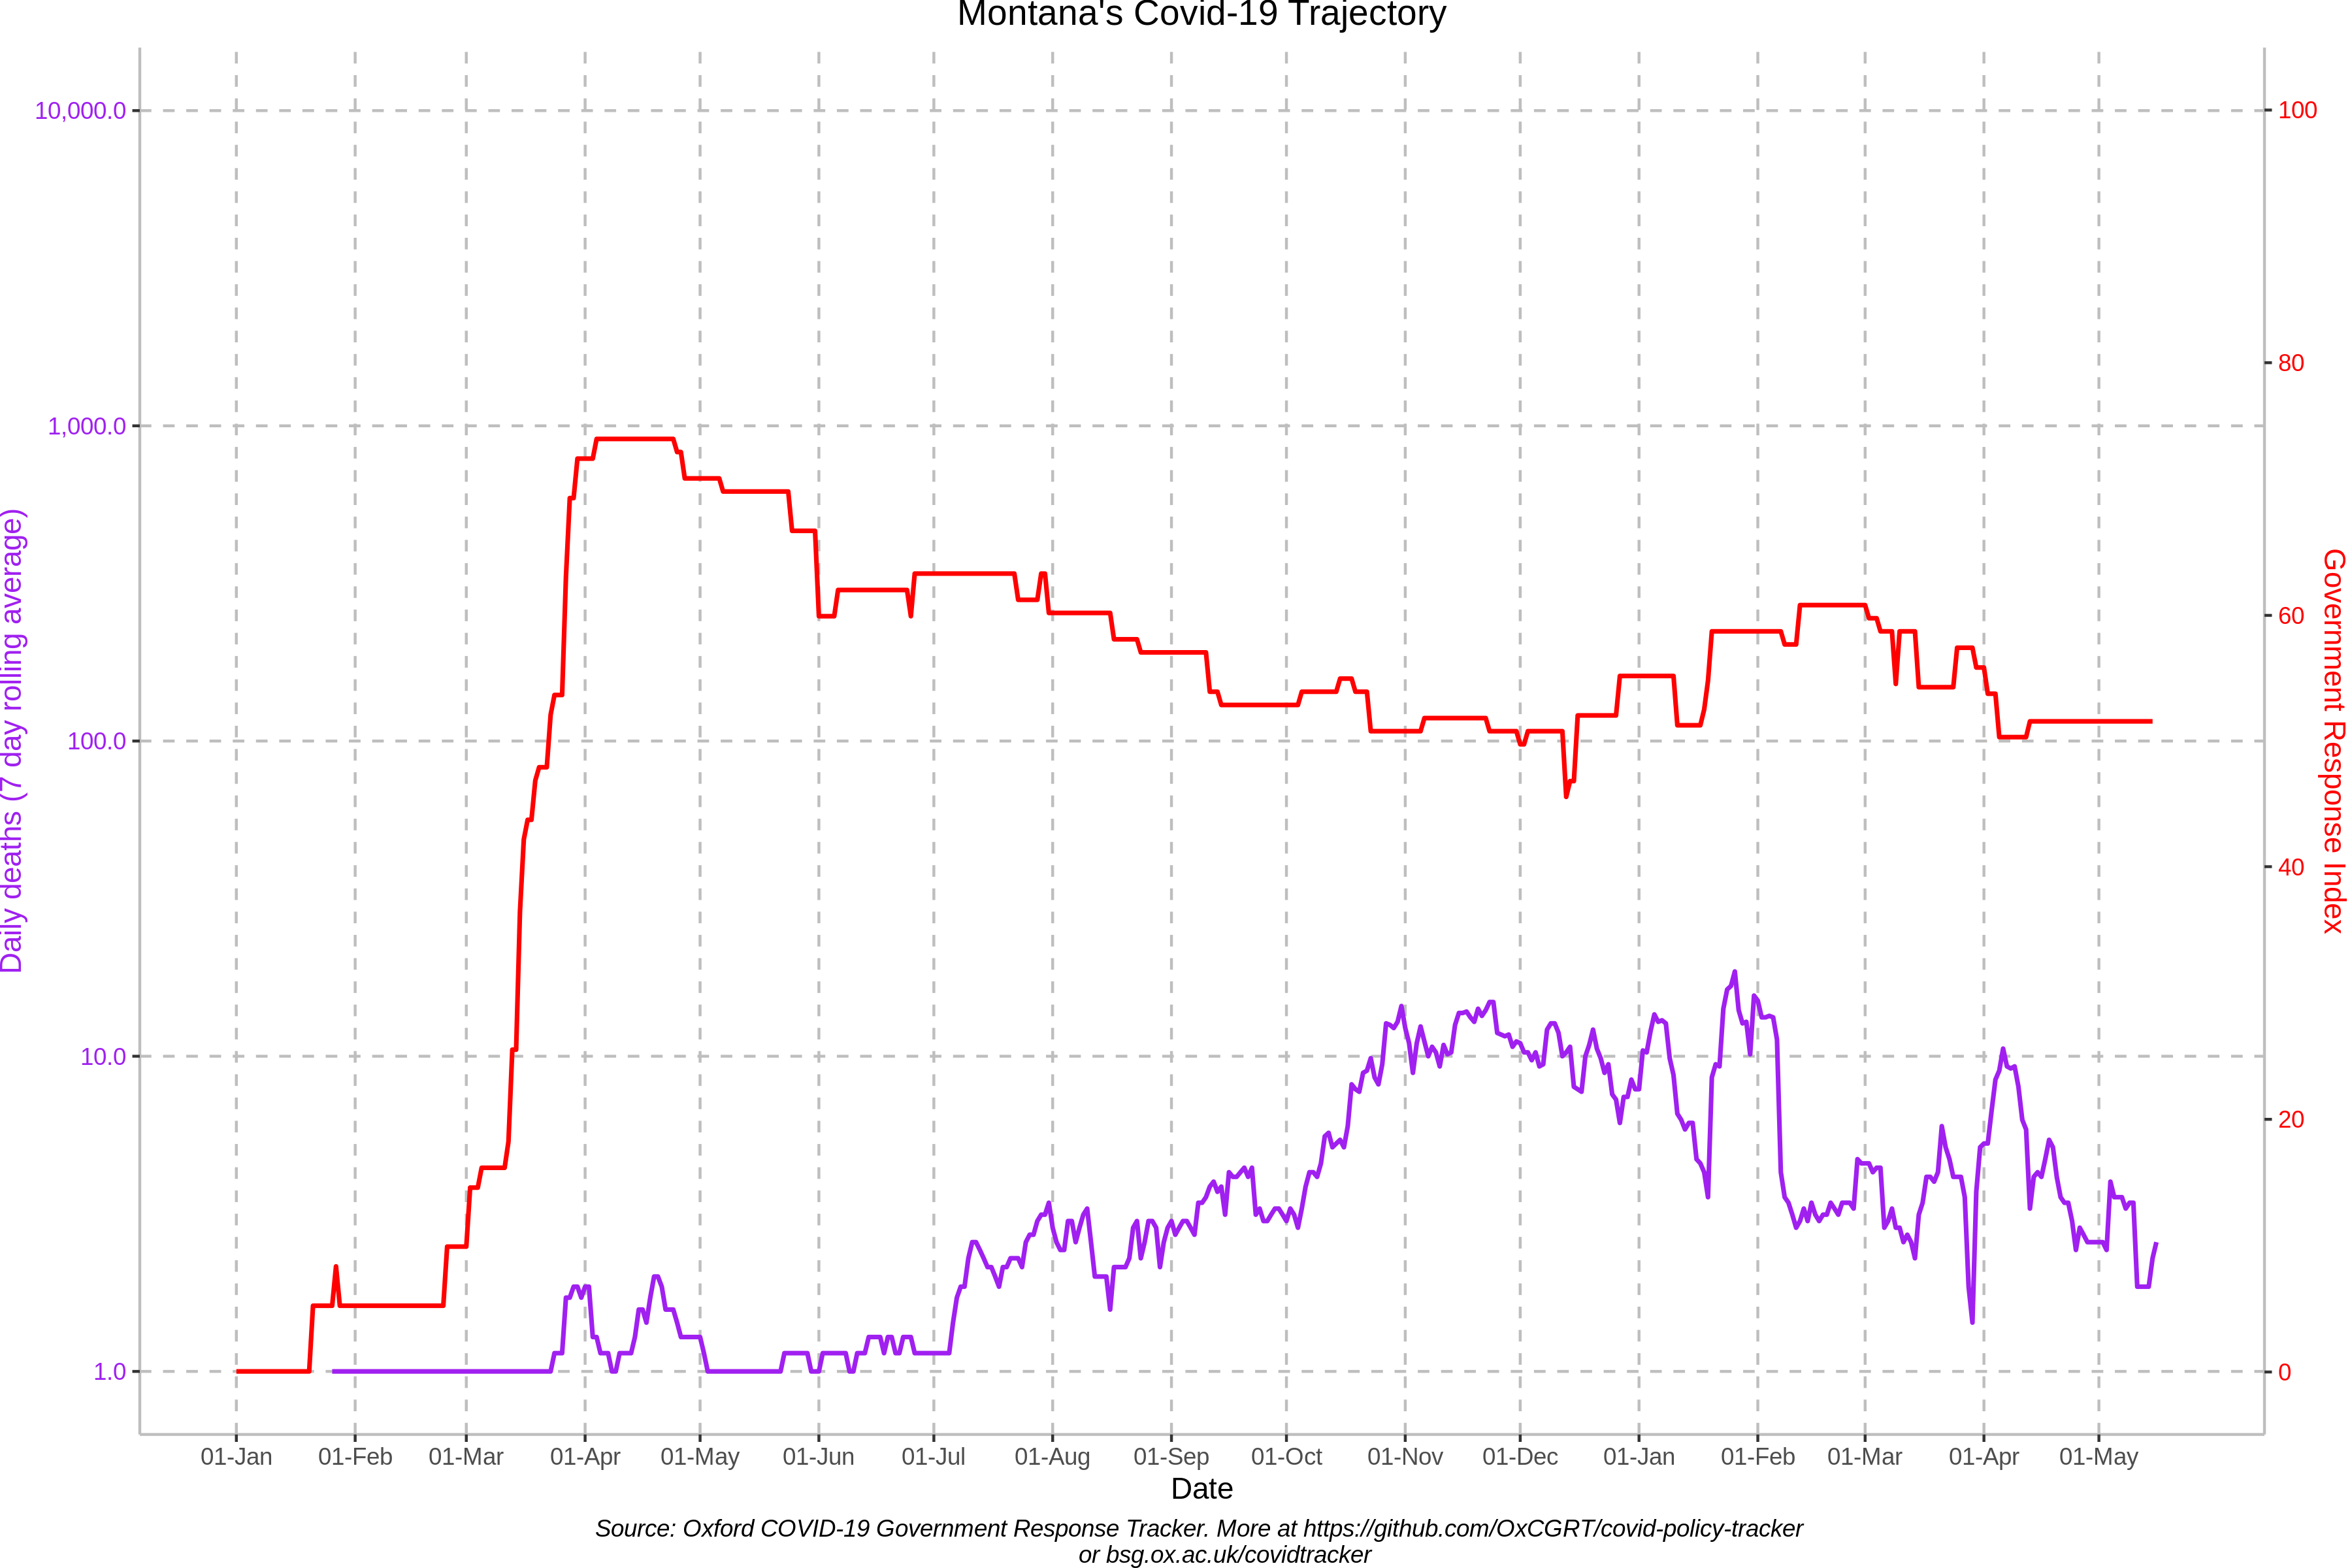 Montana's Covid-19 Trajectory
10,000.0
1,000.0
100.0
10.0
1.0
Daily deaths (7 day rolling average)
100
80
60
40
20
0
Government Response Index
01-Jan 01-Feb 01-Mar 01-Apr 01-May 01-Jun 01-Jul 01-Aug 01-Sep 01-Oct 01-Nov 01-Dec 01-Jan 01-Feb 01-Mar 01-Apr 01-May
Date
Source: Oxford COVID-19 Government Response Tracker. More at https://github.com/OxCGRT/covid-policy-tracker
or bsg.ox.ac.uk/covidtracker